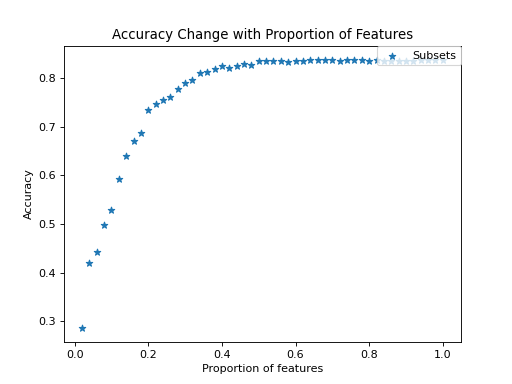 Accuracy Change with Proportion of Features
Subsets
0.8
0.7
0.6
0.5
0.4
0.3
Accuracy
0.0 0.2 0.4 0.6 0.8 1.0
Proportion of features